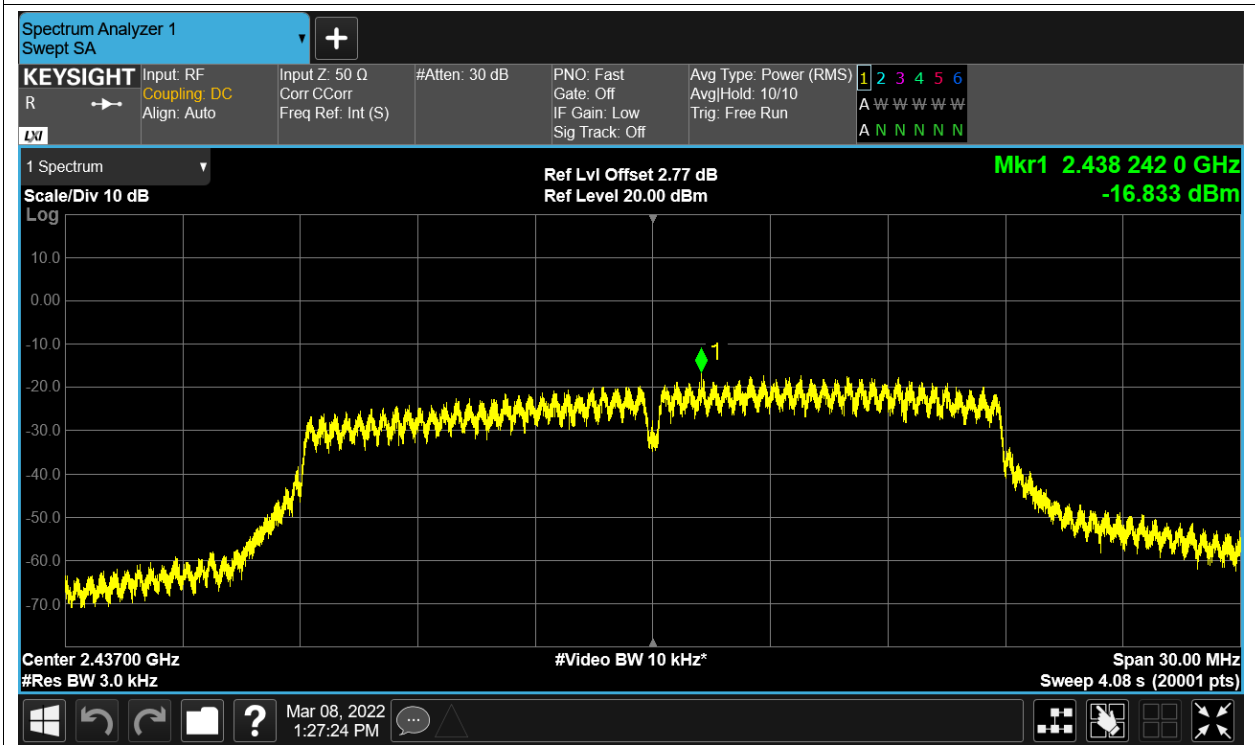 Spectrum Analyzer 1
Swept SA
+
KEYSIGHT Input: RF Input Z: 50 Ω #Atten: 30 dB PNO: Fast Avg Type: Power (RMS) 1 2 3 4 5 6
R Coupling: DC Corr CCorr Gate: Off Avg|Hold: 10/10 A W W W W W
Align: Auto Freq Ref: Int (S) IF Gain: Low Trig: Free Run
LXI Sig Track: Off A N N N N N
1 Spectrum Ref Lvl Offset 2.77 dB Mkr1 2.438 242 0 GHz
Scale/Div 10 dB Ref Level 20.00 dBm -16.833 dBm
Log
10.0
0.00
-10.0
1
-20.0
-30.0
-40.0
-50.0
-60.0
-70.0
Center 2.43700 GHz #Video BW 10 kHz* Span 30.00 MHz
#Res BW 3.0 kHz Sweep 4.08 s (20001 pts)
? Mar 08, 2022
1:27:24 PM